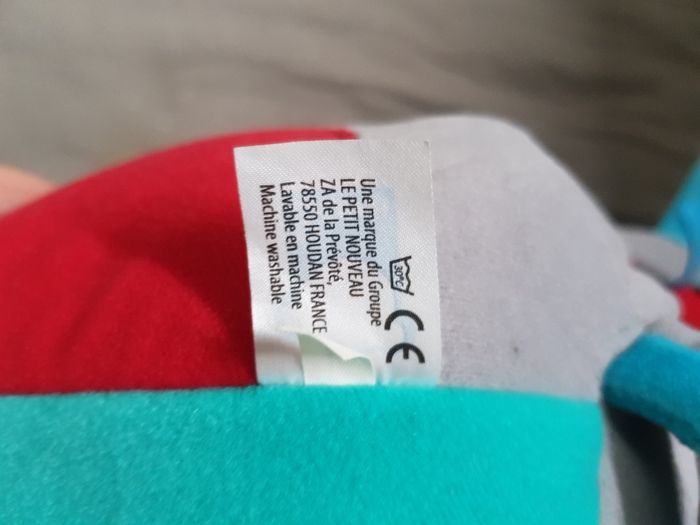 30°C
CE
Une marque du Groupe
LE PETIT NOUVEAU
ZA de la Prévôté,
78550 HOUDAN FRANCE
Lavable en machine
Machine washable